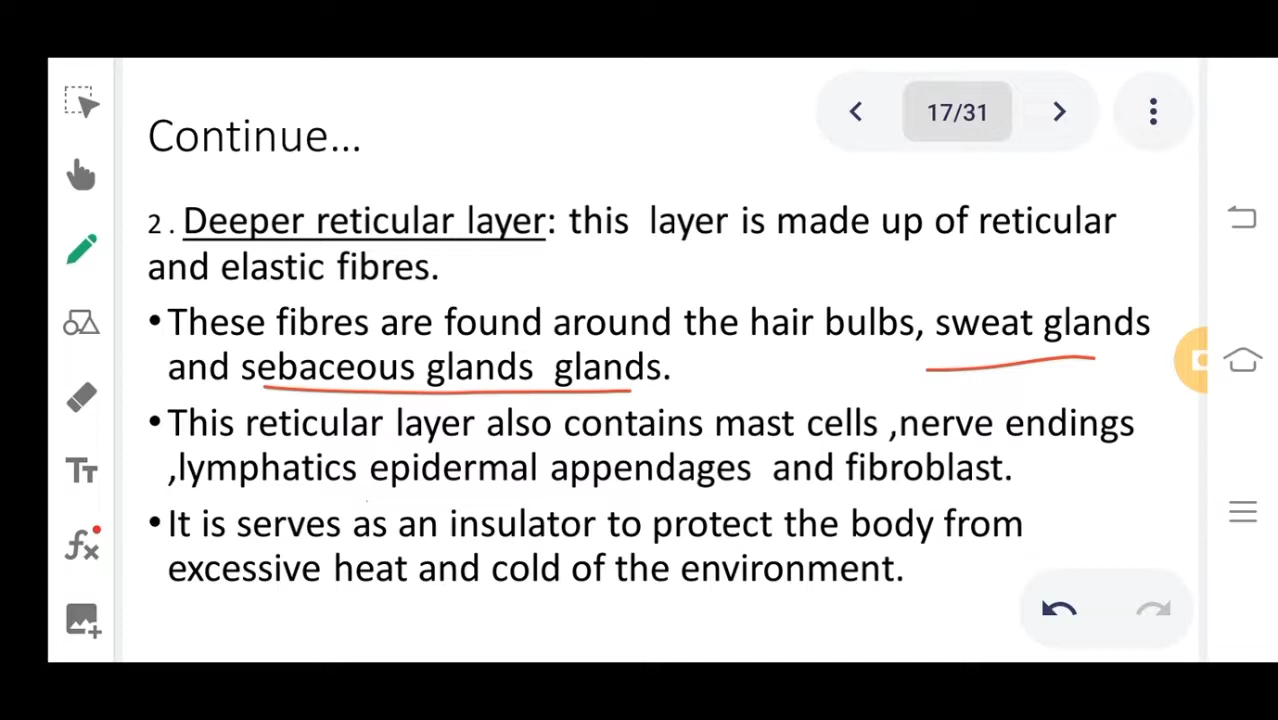 17/31
Continue...
2. Deeper reticular layer: this layer is made up of reticular
and elastic fibres.
•These fibres are found around the hair bulbs, sweat glands
and sebaceous glands glands.
•This reticular layer also contains mast cells ,nerve endings
,lymphatics epidermal appendages and fibroblast.
•It is serves as an insulator to protect the body from
excessive heat and cold of the environment.
Tт
fx